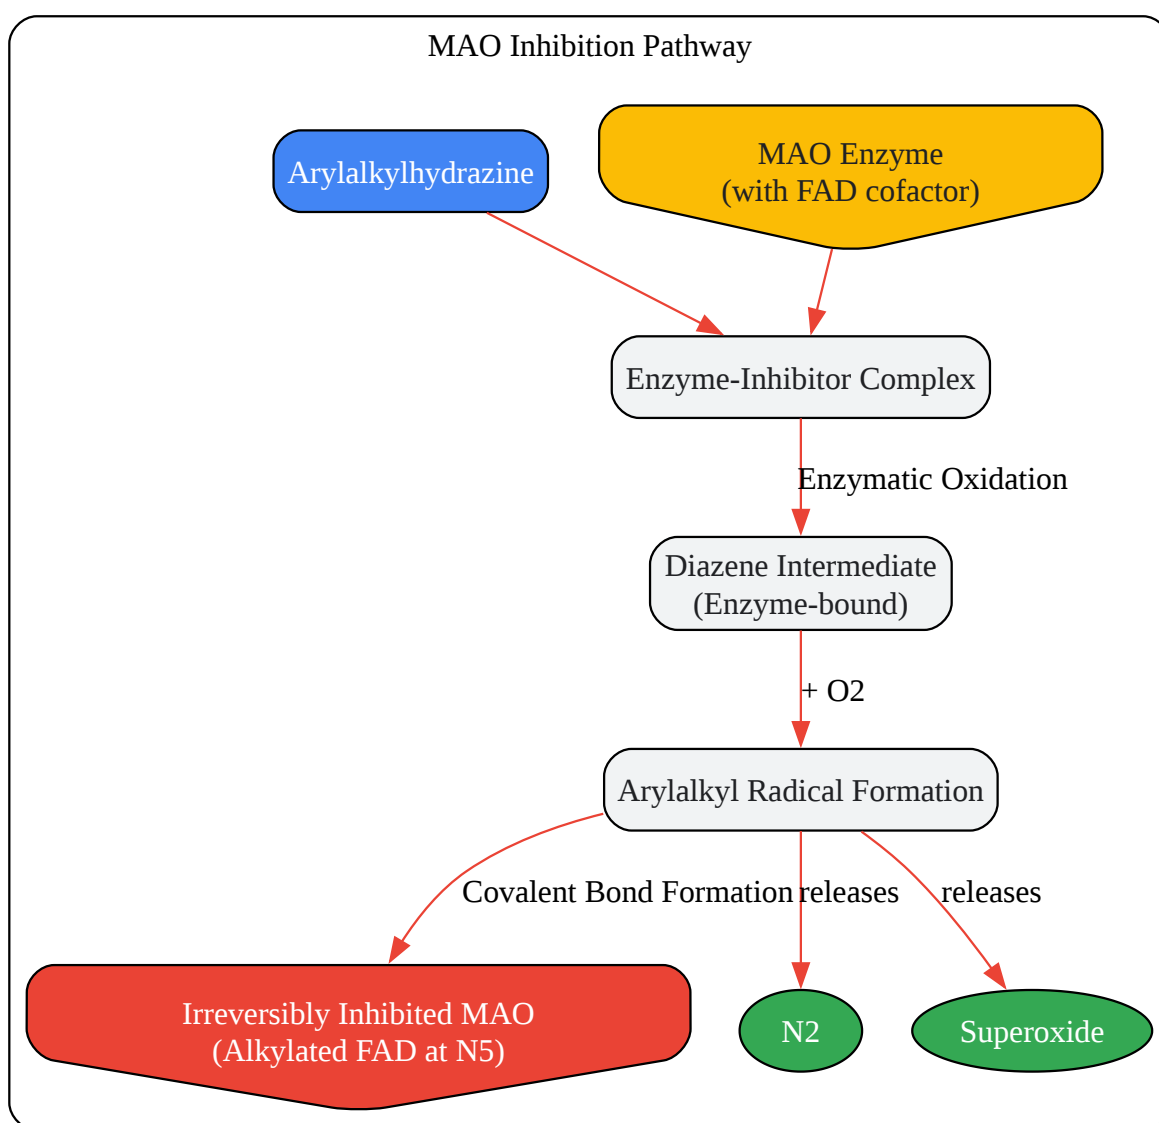 MAO Inhibition Pathway
Arylalkylhydrazine
MAO Enzyme
(with FAD cofactor)
Enzyme-Inhibitor Complex
Enzymatic Oxidation
Diazene Intermediate
(Enzyme-bound)
+ O2
Arylalkyl Radical Formation
Covalent Bond Formation
releases
releases
Irreversibly Inhibited MAO
(Alkylated FAD at N5)
N2
Superoxide